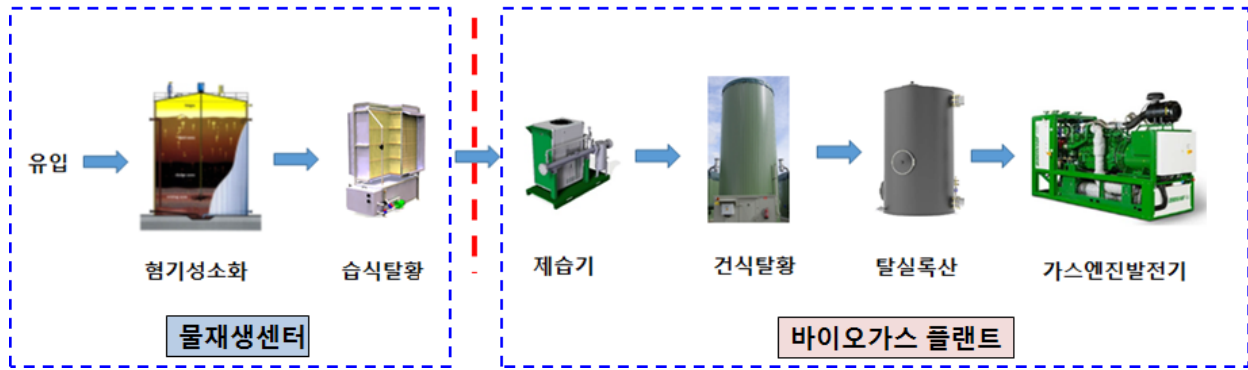 유입
혐기성소화
습식탈황
제습기
건식탈황
탈실록산
가스엔진발전기
물재생센터
바이오가스 플랜트